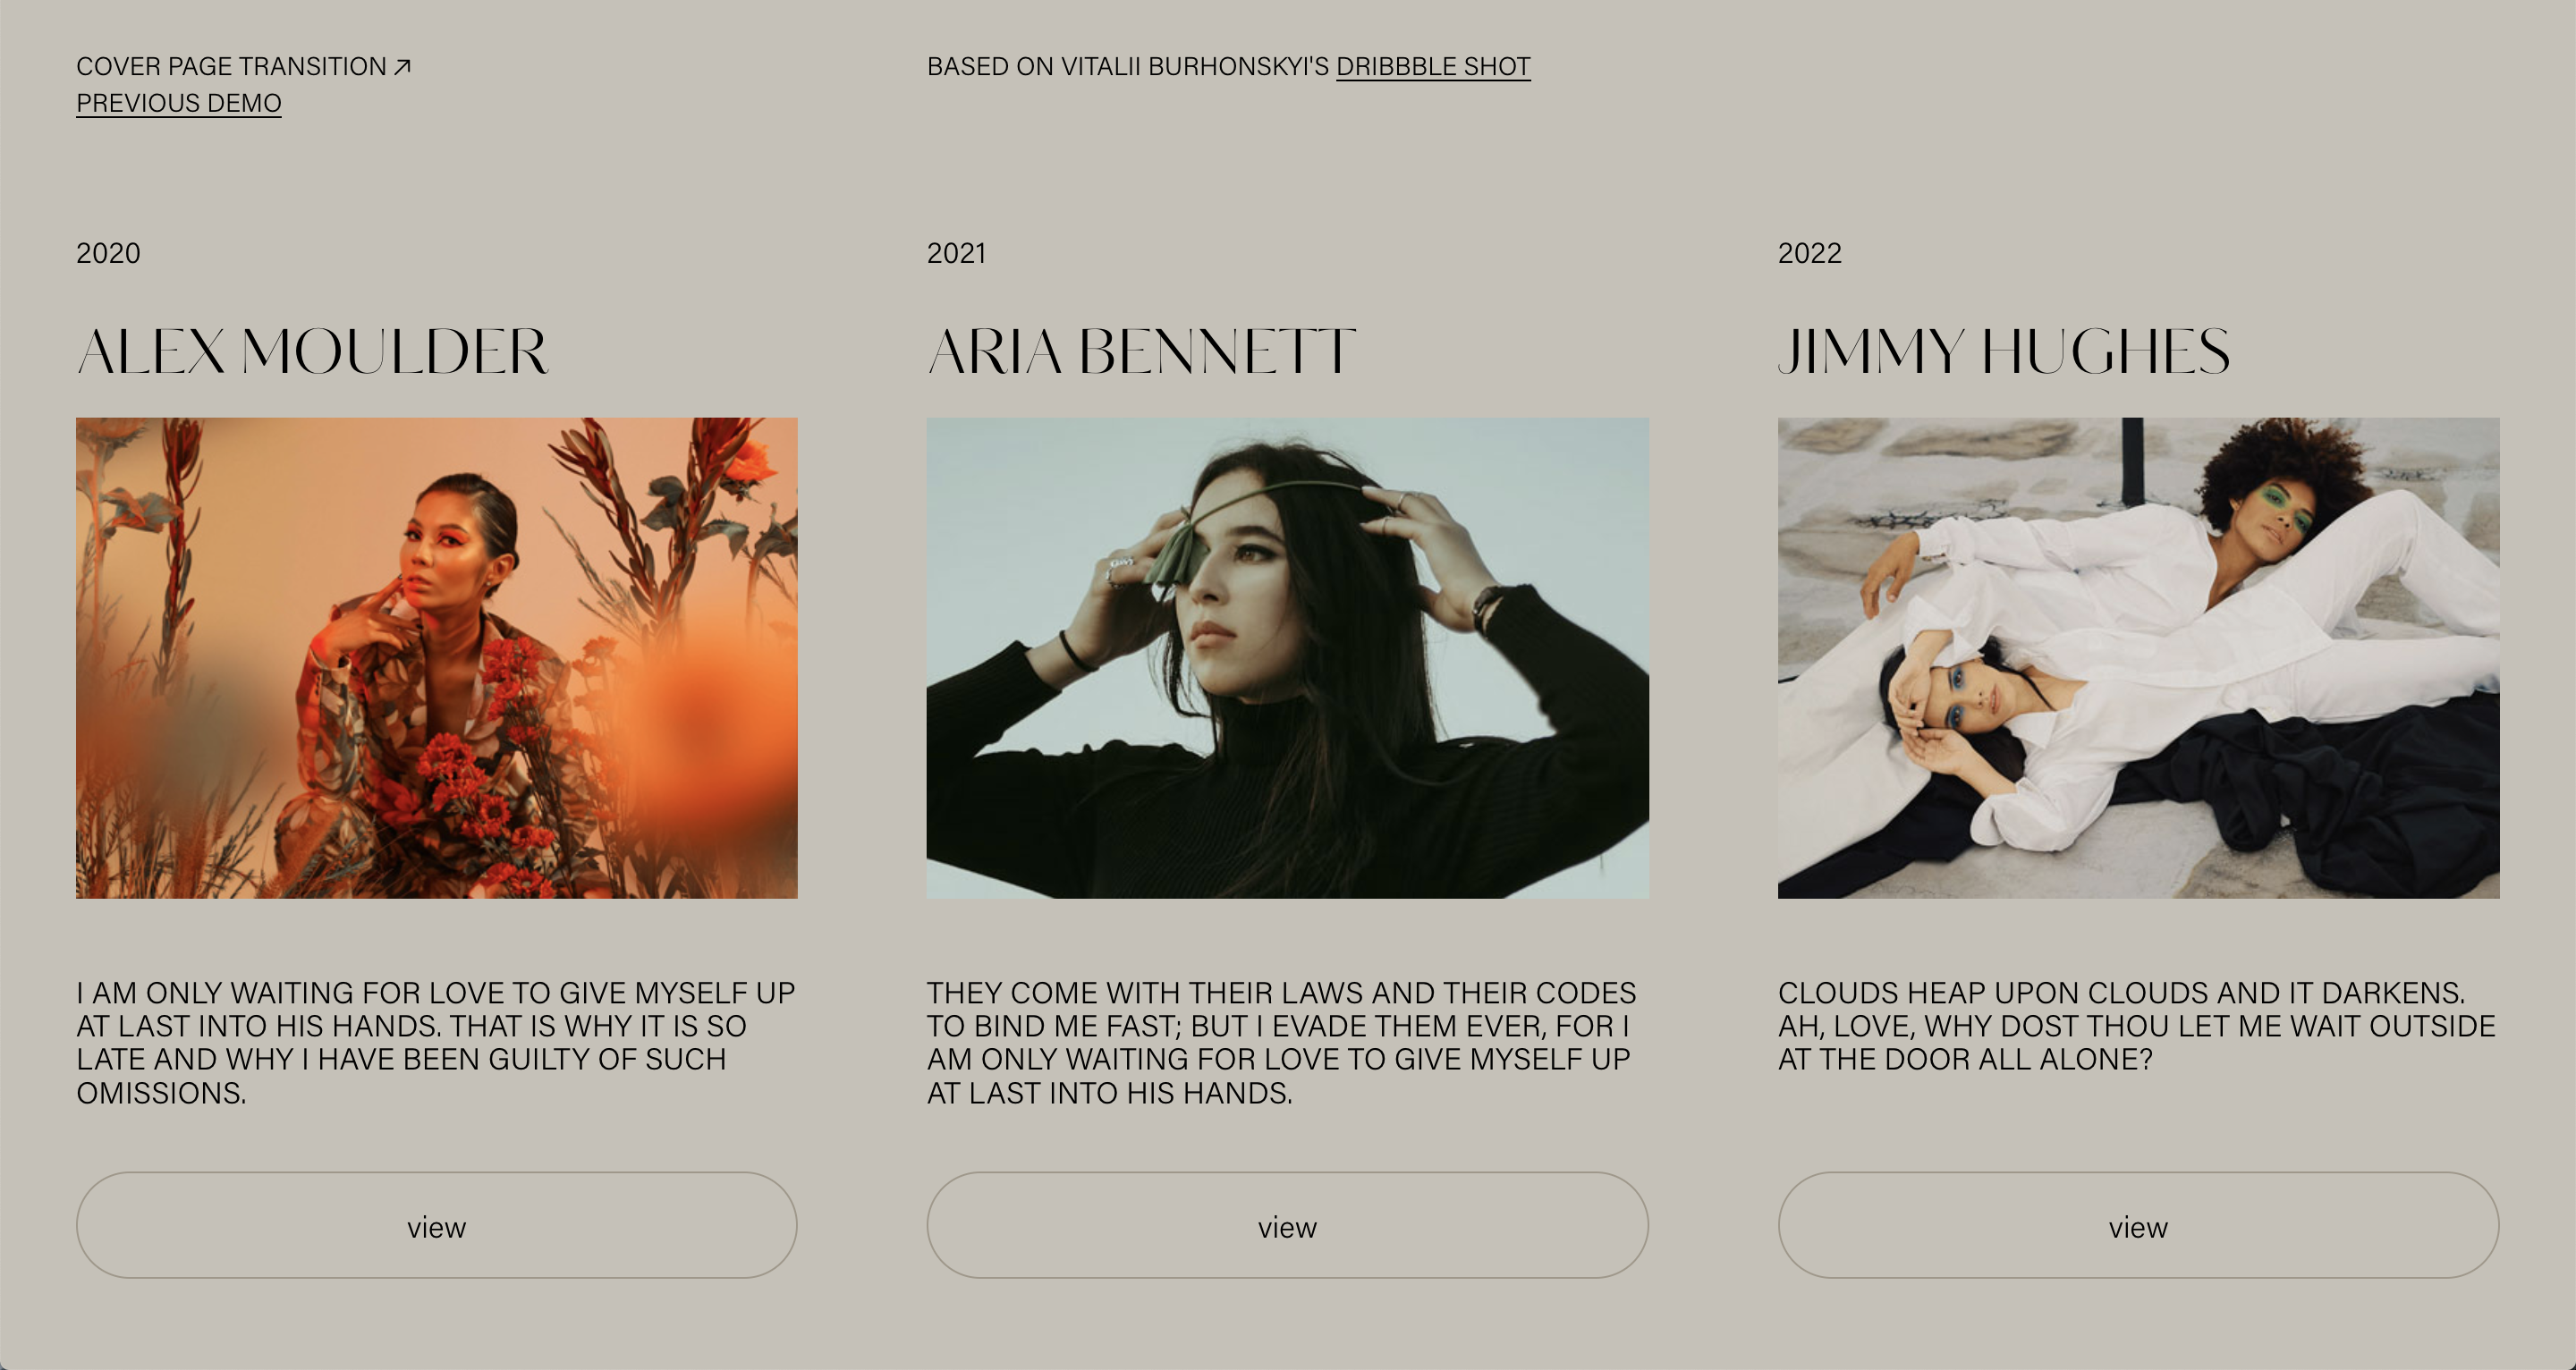 COVER PAGE TRANSITION ↗
PREVIOUS DEMO
BASED ON VITALII BURHONSKYI'S DRIBBBLE SHOT
2020
ALEX MOULDER
I AM ONLY WAITING FOR LOVE TO GIVE MYSELF UP
AT LAST INTO HIS HANDS. THAT IS WHY IT IS SO
LATE AND WHY I HAVE BEEN GUILTY OF SUCH
OMISSIONS.
view
2021
ARIA BENNETT
THEY COME WITH THEIR LAWS AND THEIR CODES
TO BIND ME FAST; BUT I EVADE THEM EVER, FOR I
AM ONLY WAITING FOR LOVE TO GIVE MYSELF UP
AT LAST INTO HIS HANDS.
view
2022
JIMMY HUGHES
CLOUDS HEAP UPON CLOUDS AND IT DARKENS.
AH, LOVE, WHY DOST THOU LET ME WAIT OUTSIDE
AT THE DOOR ALL ALONE?
view